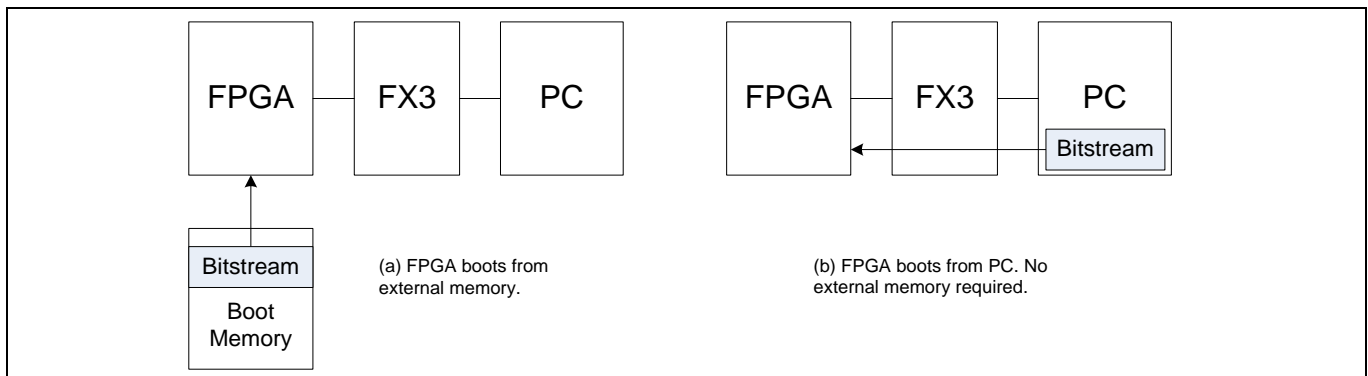 FPGA
FX3
PC
Bitstream
Boot
Memory
(a) FPGA boots from
external memory.
FPGA
FX3
PC
Bitstream
(b) FPGA boots from PC. No
external memory required.